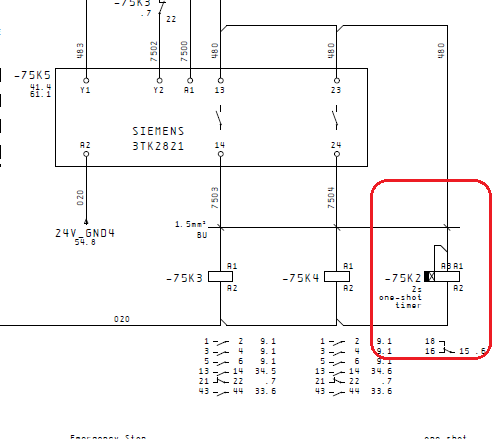 -75K3
.7 22
483 7502 7500 480 480 480
-75K5 Y1 Y2 A1 13 23
41.4
61.1
SIEMENS
3TK2821
A2 14 24
020 7503 7504
24V_GND4
54.8
1.5mm²
BU
-75K3 A1 A2
-75K4 A1 A2
-75K2 A3 A1 A2
2s
one-shot
timer
020
1 2 9.1 1 2 9.1 18
3 4 9.1 3 4 9.1 16 15 .6
5 6 9.1 5 6 9.1
13 14 34.5 13 14 34.6
21 22 .7 21 22 .7
43 44 33.6 43 44 33.6
Emergency Stop one-shot